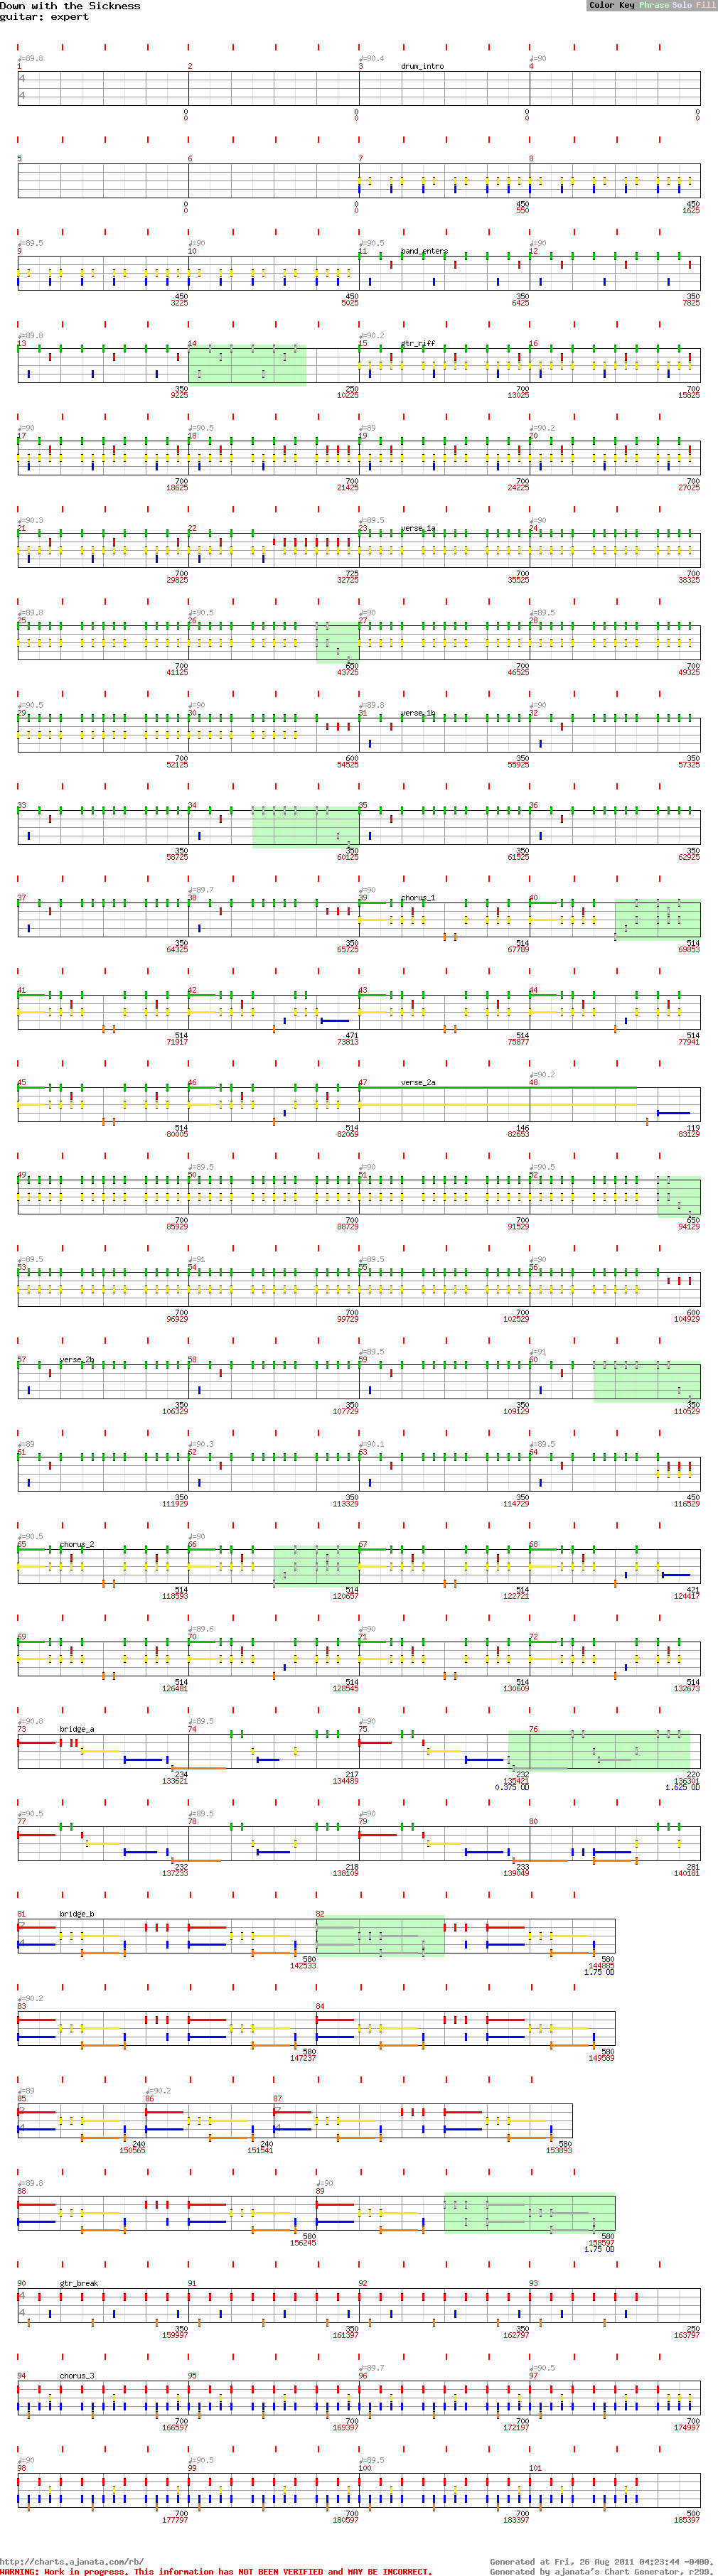 Down with the Sickness
Color Key Phrase Solo Fill
guitar: expert
♩=89.8 ♩=90.4 ♩=90
1 2 3 drum_intro 4
4
4
0 0 0 0
0 0 0 0
5 6 7 8
0 0 450 450
0 0 550 1625
♩=89.5 ♩=90 ♩=90.5 ♩=90
9 10 11 band_enters 12
450 450 350 350
3225 5025 6425 7825
♩=89.8 ♩=90.2
13 14 15 gtr_riff 16
350 250 700 700
9225 10225 13025 15825
♩=90 ♩=90.5 ♩=89 ♩=90.2
17 18 19 20
700 700 700 700
18625 21425 24225 27025
♩=90.3 ♩=89.5 ♩=90
21 22 23 verse_1a 24
700 725 700 700
29825 32725 35525 38325
♩=89.8 ♩=90.5 ♩=90 ♩=89.5
25 26 27 28
700 650 700 700
41125 43725 46525 49325
♩=90.5 ♩=90 ♩=89.8
29 30 31 verse_1b 32
700 600 350 350
52125 54525 55925 57325
33 34 35 36
350 350 350 350
58725 60125 61525 62925
♩=89.7 ♩=90
37 38 39 chorus_1 40
350 350 514 514
64325 65725 67789 69853
41 42 43 44
514 471 514 514
71917 73813 75877 77941
♩=90.2
45 46 47 verse_2a 48
514 514 146 119
80005 82069 82653 83129
♩=89.5 ♩=90 ♩=90.5
49 50 51 52
700 700 700 650
85929 88729 91529 94129
♩=89.5 ♩=91 ♩=89.5 ♩=90
53 54 55 56
700 700 700 600
96929 99729 102529 104929
♩=89.5 ♩=91
57 verse_2b 58 59 60
350 350 350 350
106329 107729 109129 110529
♩=89 ♩=90.3 ♩=90.1 ♩=89.5
61 62 63 64
350 350 350 450
111929 113329 114729 116529
♩=90.5 ♩=90
65 chorus_2 66 67 68
514 514 514 421
118593 120657 122721 124417
♩=89.6 ♩=90
69 70 71 72
514 514 514 514
126481 128545 130609 132673
♩=90.8 ♩=89.5 ♩=90
73 bridge_a 74 75 76
234 217 232 220
133621 134489 135421 136301
0.375 OD 1.625 OD
♩=90.5 ♩=89.5 ♩=90
77 78 79 80
232 218 233 281
137233 138109 139049 140181
81 bridge_b 82
7
4
580 580
142533 144885
1.75 OD
♩=90.2
83 84
580 580
147237 149589
♩=89 ♩=90.2
85 86 87
3 7
4 4
240 240 580
150565 151541 153893
♩=89.8 ♩=90
88 89
580 580
156245 158597
1.75 OD
90 gtr_break 91 92 93
4
4
350 350 350 250
159997 161397 162797 163797
♩=89.7 ♩=90.5
94 chorus_3 95 96 97
700 700 700 700
166597 169397 172197 174997
♩=90 ♩=90.5 ♩=89.5
98 99 100 101
700 700 700 500
177797 180597 183397 185397
http://charts.ajanata.com/rb/
Generated at Fri, 26 Aug 2011 04:23:44 -0400.
WARNING: Work in progress. This information has NOT BEEN VERIFIED and MAY BE INCORRECT.
Generated by ajanata's Chart Generator, r299.